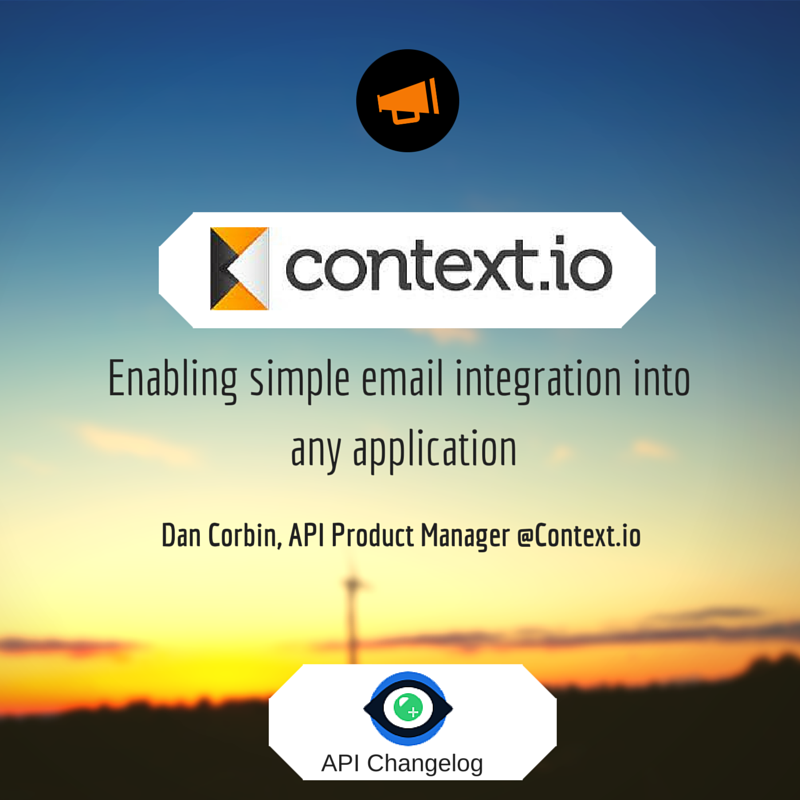 context.io
Enabling simple email integration into
any application
Dan Corbin, API Product Manager @Context.io
API Changelog